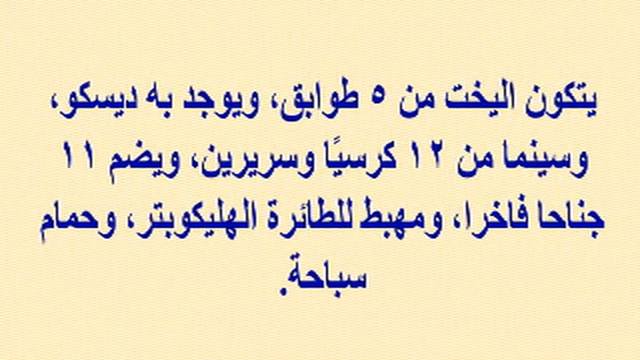 يتكون اليخت من ٥ طوابق، ويوجد به ديسكو،
وسينما من ١٢ كرسيًا وسريرين، ويضم ١١
جناحا فاخرا، ومهبط للطائرة الهليكوبتر، وحمام
سباحة.